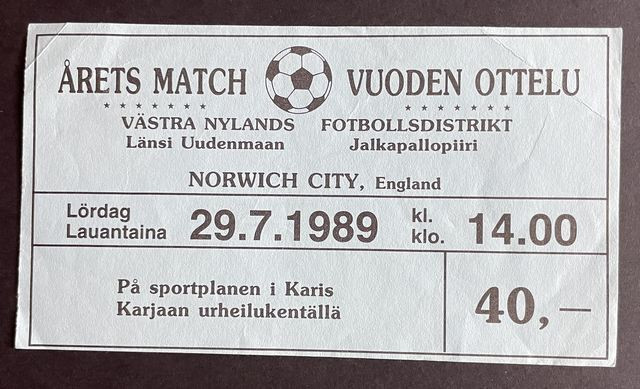 ÅRETS MATCH VUODEN OTTELU
VÄSTRA NYLANDS FOTBOLLSDISTRIKT
Länsi Uudenmaan Jalkapallopiiri
NORWICH CITY, England
Lördag
Lauantaina
29.7.1989
kl.
klo.
14.00
På sportplanen i Karis
Karjaan urheilukentällä
40,—